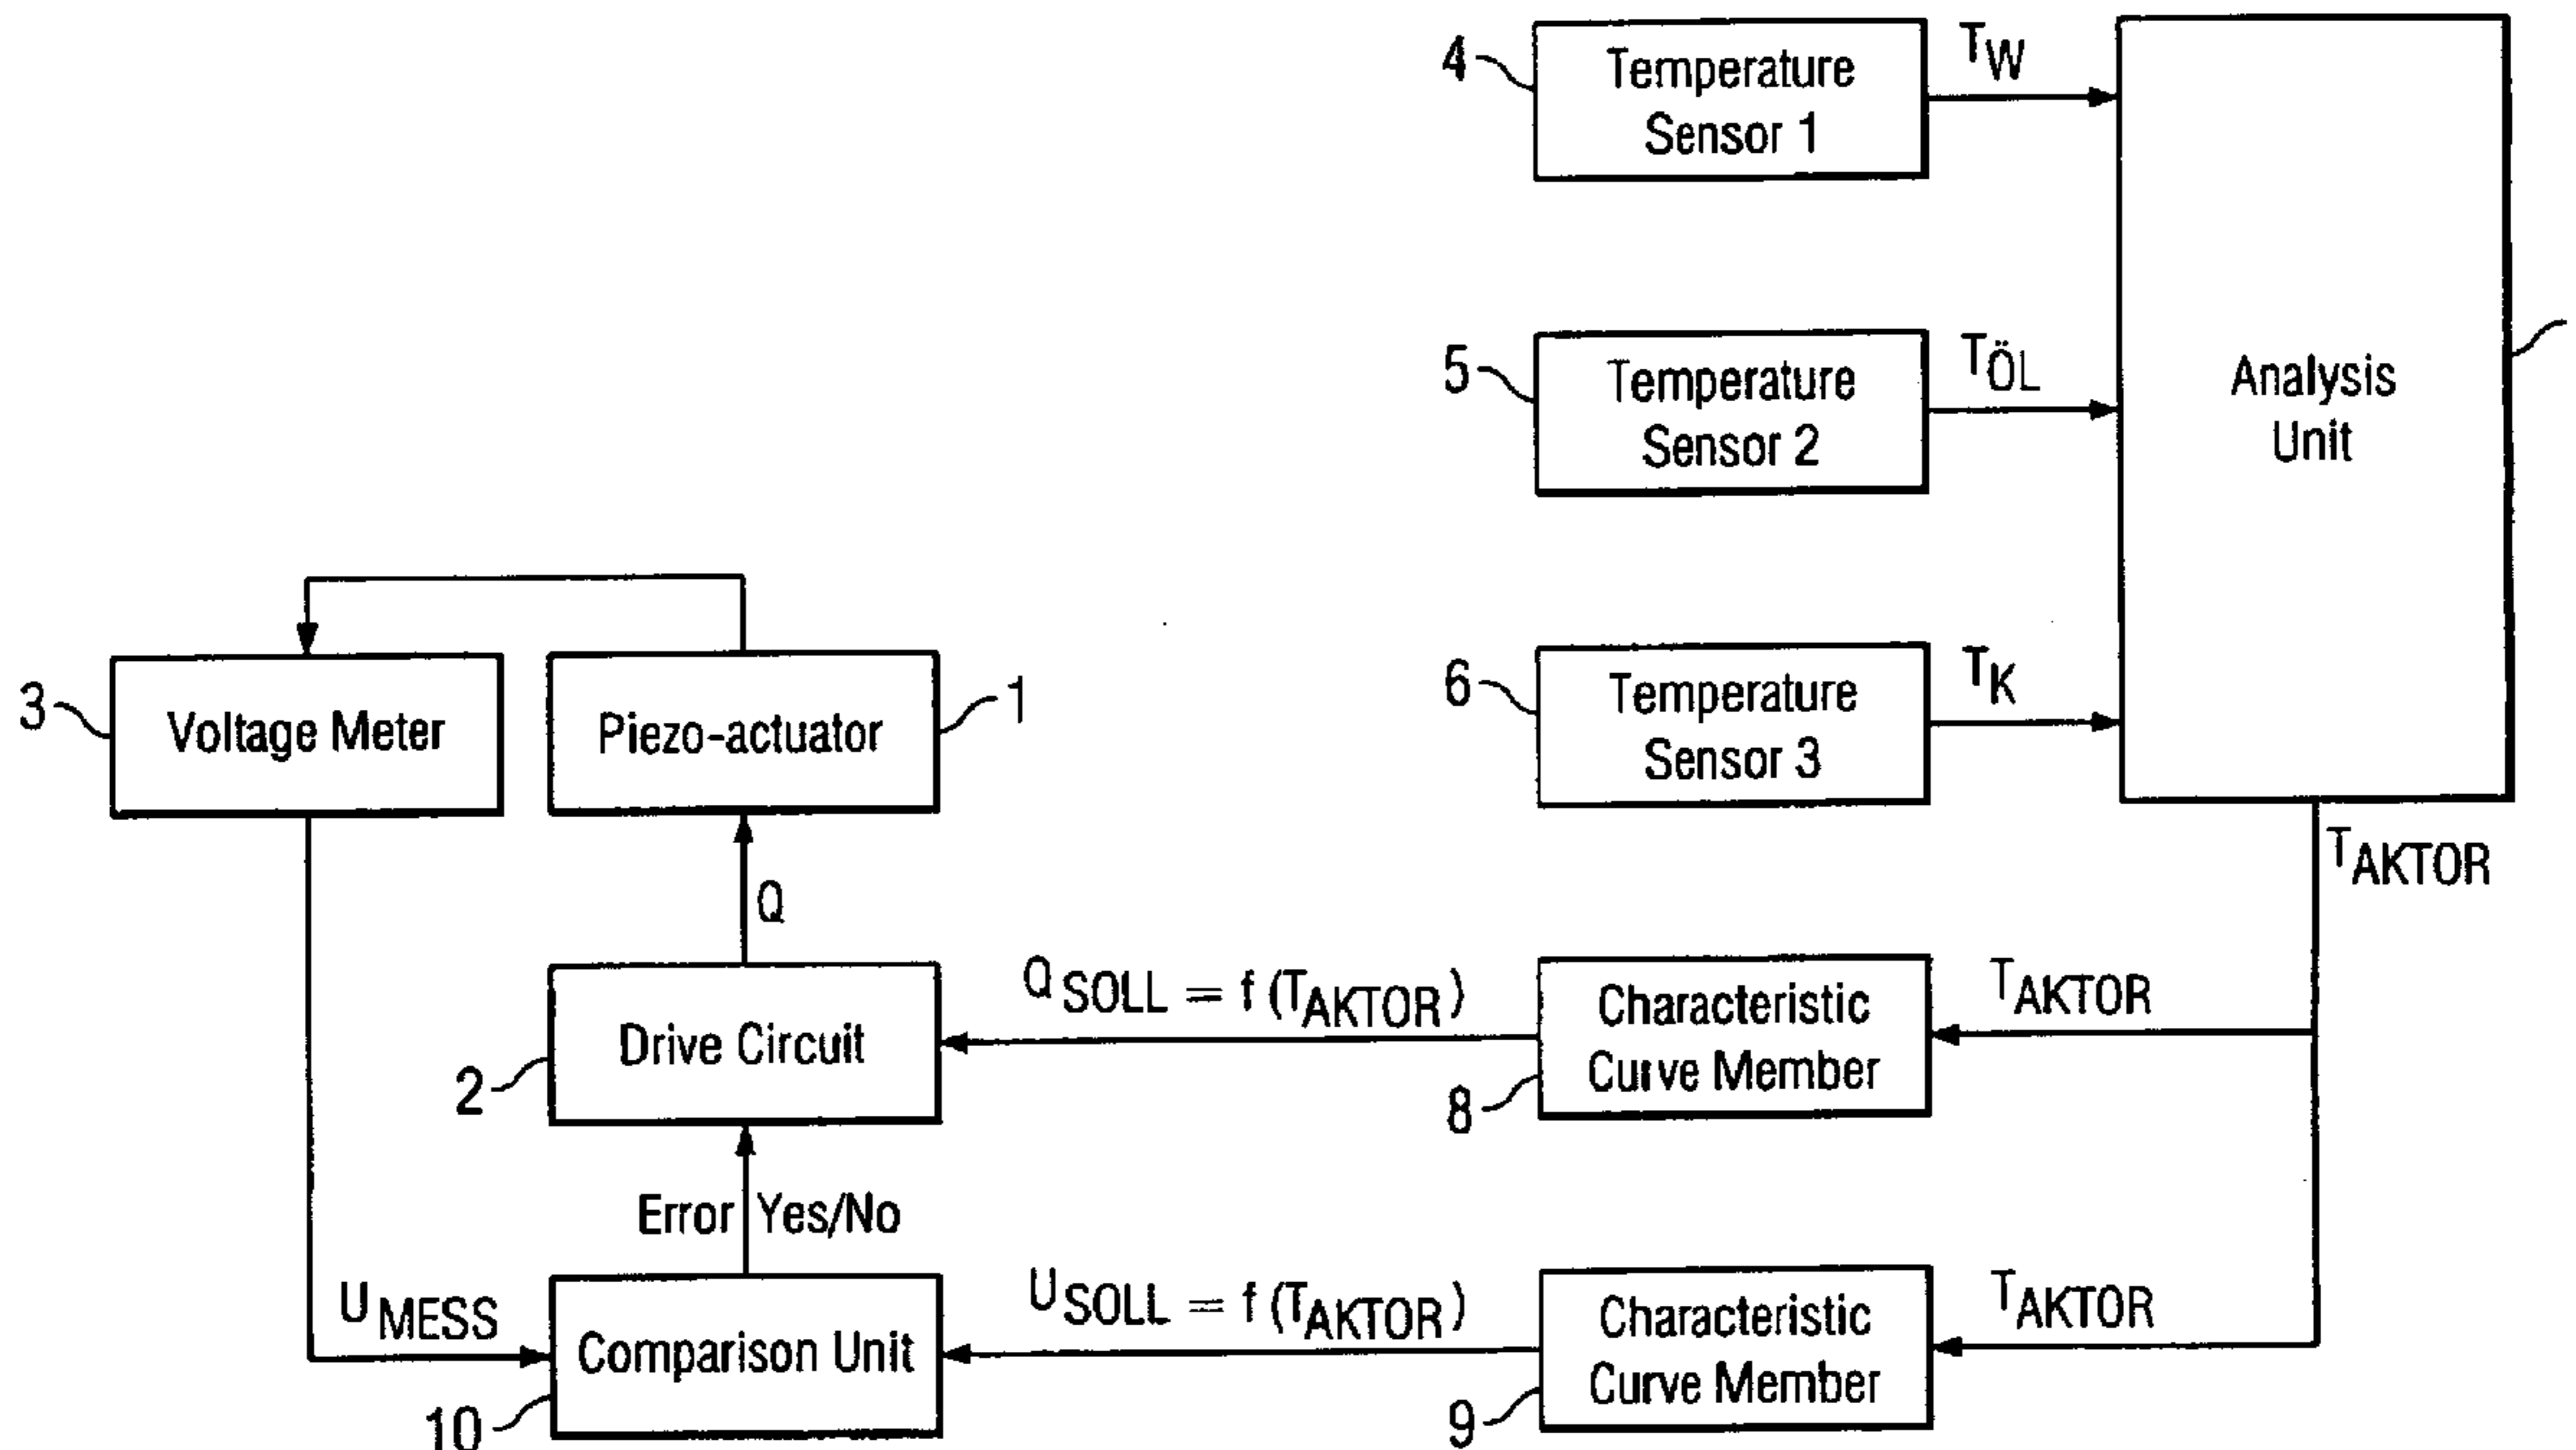 4
Temperature
Sensor 1
TW
5
Temperature
Sensor 2
TÖL
Analysis
Unit
6
Temperature
Sensor 3
TK
3
Voltage Meter
Piezo-actuator
1
TAKTOR
Q
2
Drive Circuit
QSOLL = f (TAKTOR)
Characteristic
Curve Member
8
TAKTOR
Error Yes/No
UMESS
Comparison Unit
10
USOLL = f (TAKTOR)
Characteristic
Curve Member
9
TAKTOR